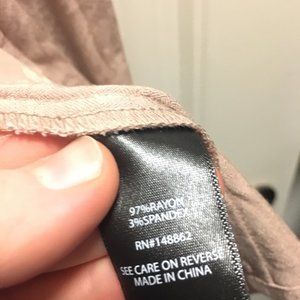 97%RAYON
3%SPANDEX
RN#148862
SEE CARE ON REVERSE
MADE IN CHINA